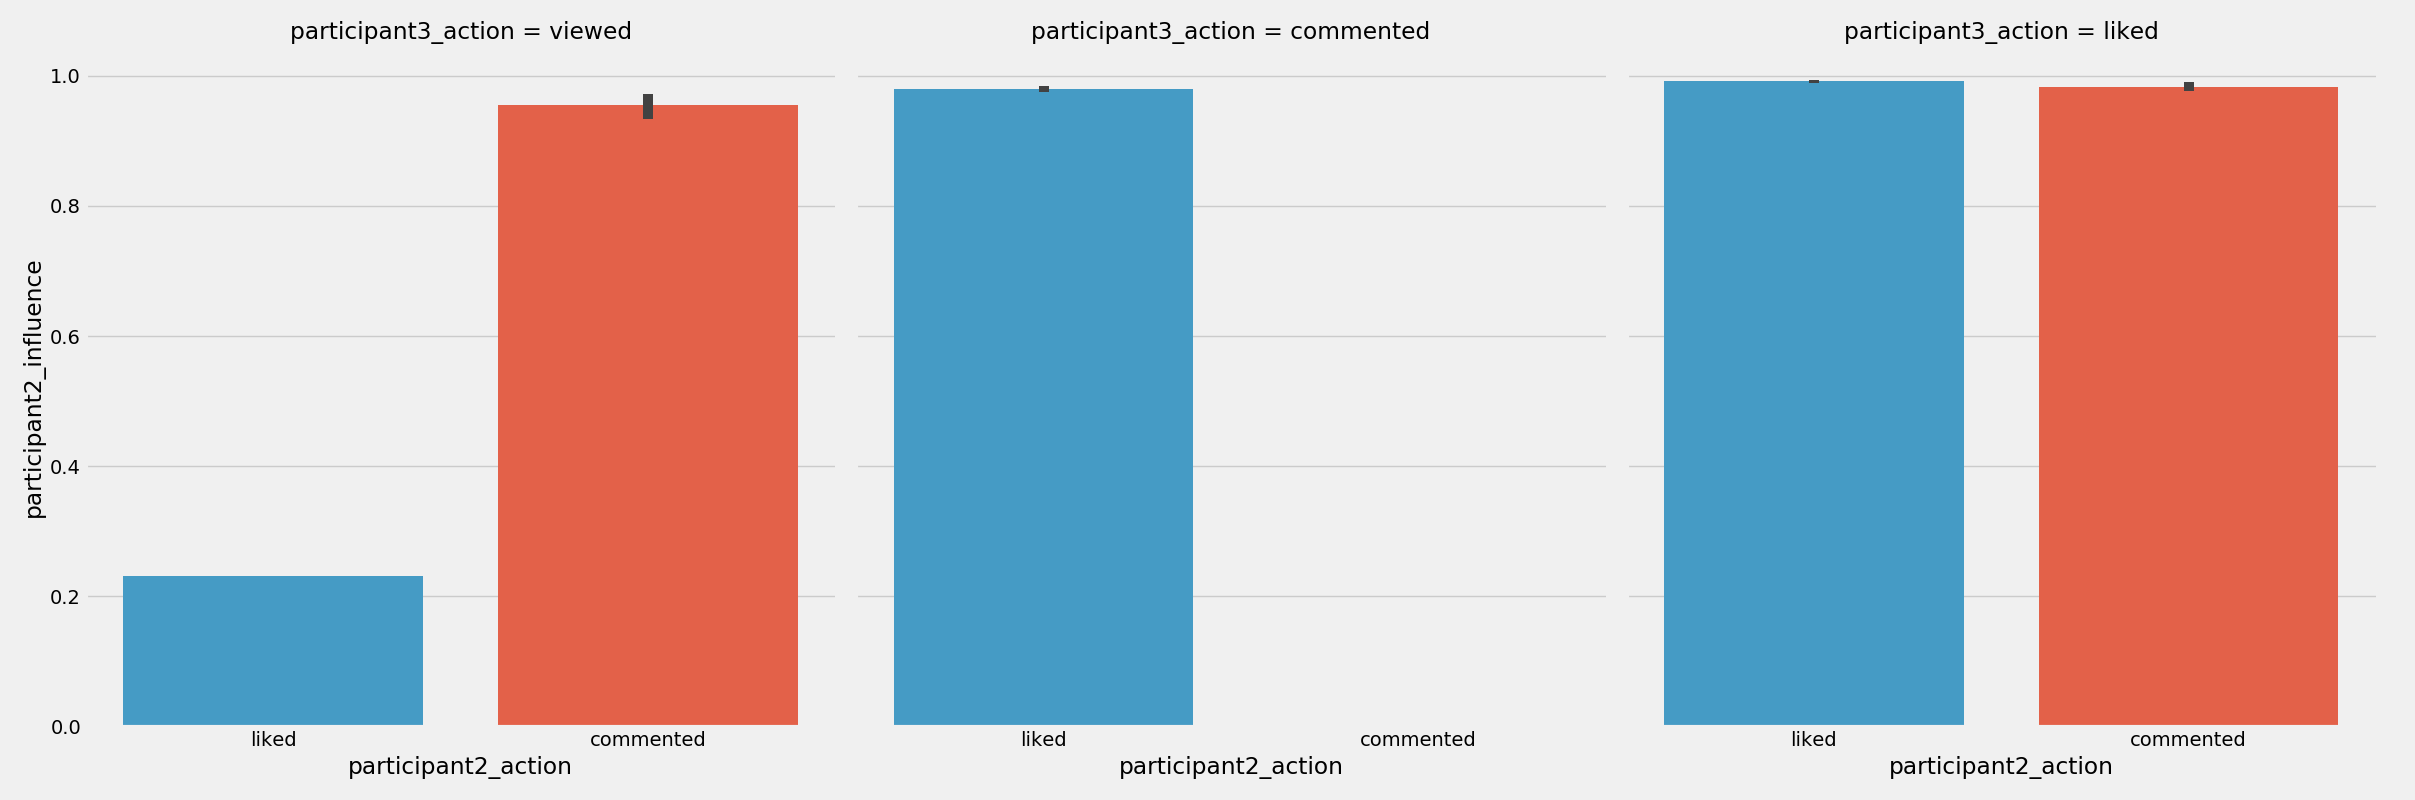 participant3_action = viewed
participant3_action = commented
participant3_action = liked
participant2_influence
1.0
0.8
0.6
0.4
0.2
0.0
liked
commented
liked
commented
liked
commented
participant2_action
participant2_action
participant2_action